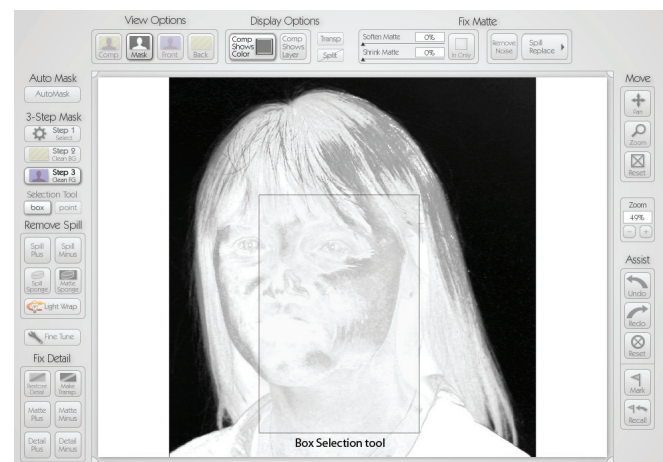 View Options
Display Options
Fix Matte
Comp
Mask
Front
Back
Comp
Shows
Color
Comp
Shows
Layer
Transp
Split
Soften Matte 0%
Shrink Matte 0%
In Only
Remove
Noise
Spill
Replace
Auto Mask
AutoMask
3-Step Mask
Step 1
Select
Step 2
Clean BG
Step 3
Clean FG
Selection Tool
box point
Remove Spill
Spill
Plus
Spill
Minus
Spill
Sponge
Matte
Sponge
Light Wrap
Fine Tune
Fix Detail
Restore
Detail
Make
Transp.
Matte
Plus
Matte
Minus
Detail
Plus
Detail
Minus
Box Selection tool
Move
Pan
Zoom
Reset
Zoom
49%
Assist
Undo
Redo
Reset
Mark
Recall